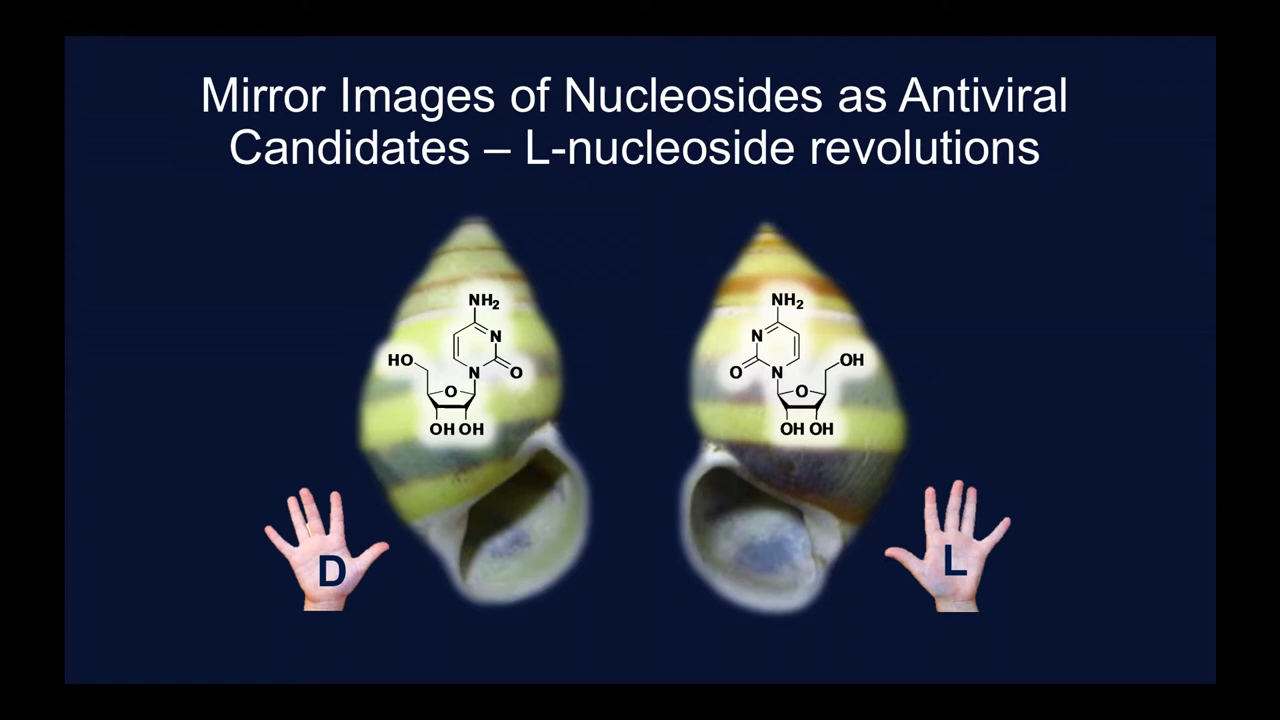 Mirror Images of Nucleosides as Antiviral
Candidates – L-nucleoside revolutions
NH2
N
HO
N
O
O
OH OH
NH2
N
OH
O
N
O
OH OH
D
L